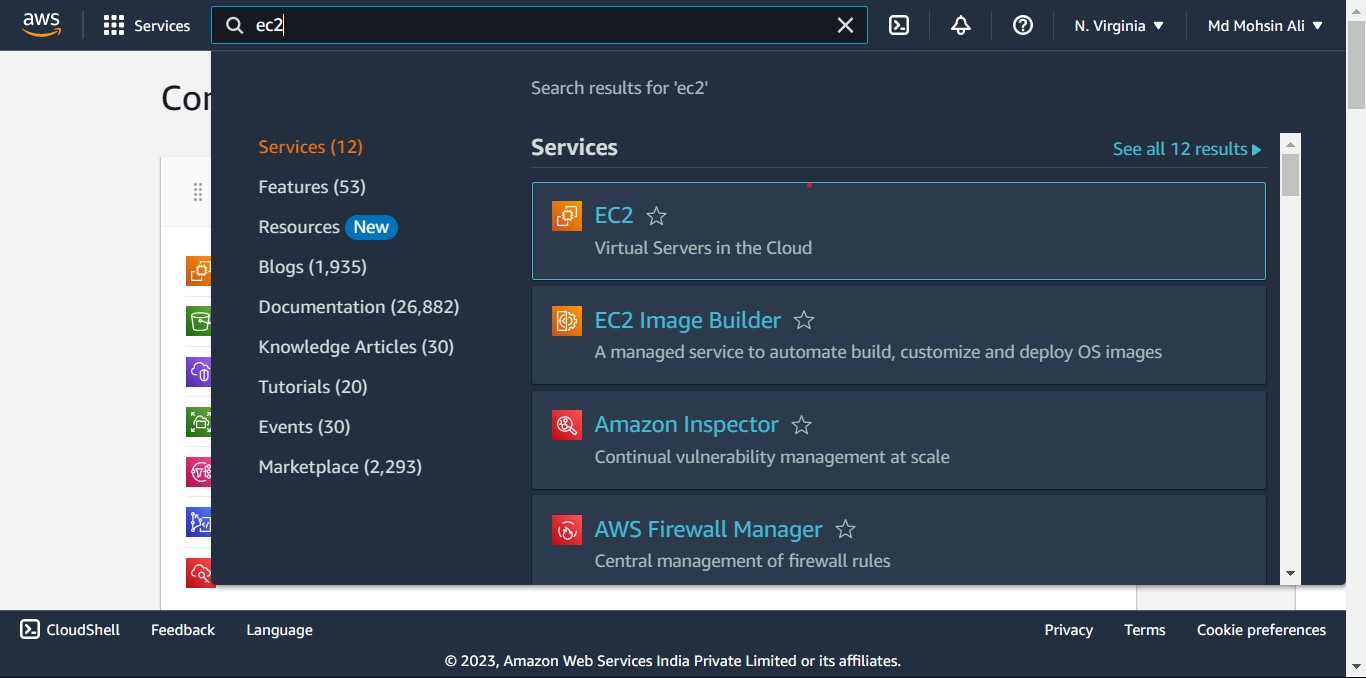 aws
Services
ec2
N. Virginia
Md Mohsin Ali
Cor
Search results for 'ec2'
Services (12)
Features (53)
Resources New
Blogs (1,935)
Documentation (26,882)
Knowledge Articles (30)
Tutorials (20)
Events (30)
Marketplace (2,293)
Services
See all 12 results
EC2
Virtual Servers in the Cloud
EC2 Image Builder
A managed service to automate build, customize and deploy OS images
Amazon Inspector
Continual vulnerability management at scale
AWS Firewall Manager
Central management of firewall rules
CloudShell
Feedback
Language
Privacy
Terms
Cookie preferences
© 2023, Amazon Web Services India Private Limited or its affiliates.